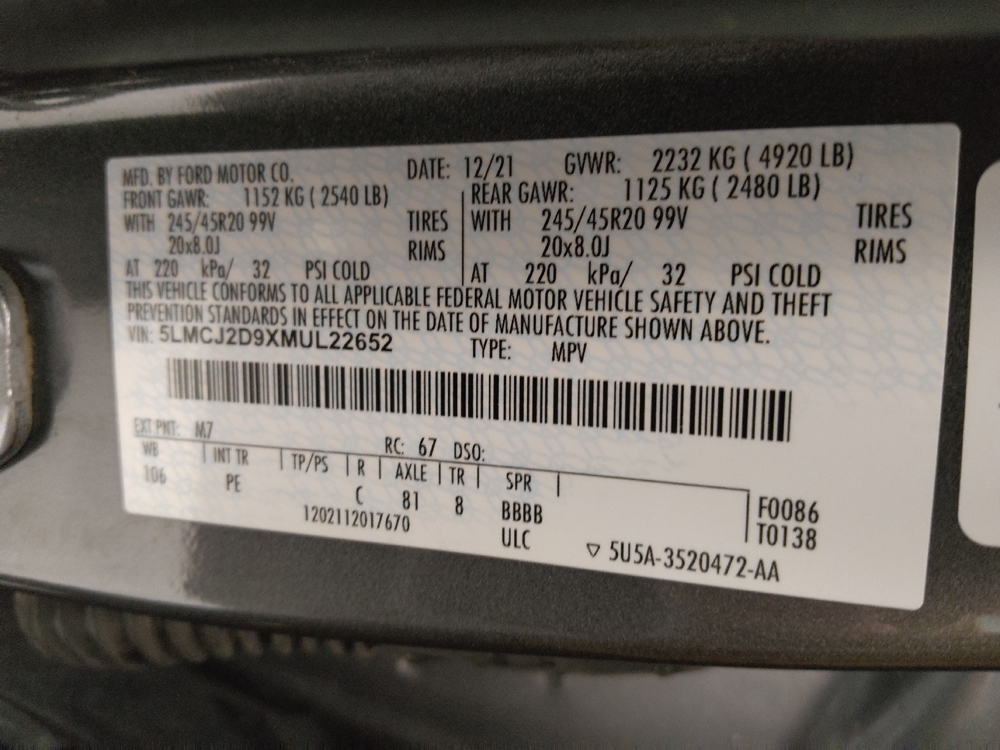 MFD. BY FORD MOTOR CO. DATE: 12/21 GVWR: 2232 KG ( 4920 LB)
FRONT GAWR: 1152 KG ( 2540 LB) REAR GAWR: 1125 KG ( 2480 LB)
WITH 245/45R20 99V TIRES WITH 245/45R20 99V TIRES
20x8.0J RIMS 20x8.0J RIMS
AT 220 kPa/ 32 PSI COLD AT 220 kPa/ 32 PSI COLD
THIS VEHICLE CONFORMS TO ALL APPLICABLE FEDERAL MOTOR VEHICLE SAFETY AND THEFT
PREVENTION STANDARDS IN EFFECT ON THE DATE OF MANUFACTURE SHOWN ABOVE.
VIN: 5LMCJ2D9XMUL22652 TYPE: MPV
EXT PNT: M7 RC: 67 DSO:
WB INT TR TP/PS R AXLE TR SPR
106 PE C 81 8 BBBB F0086
1202112017670 ULC T0138
▽ 5U5A-3520472-AA